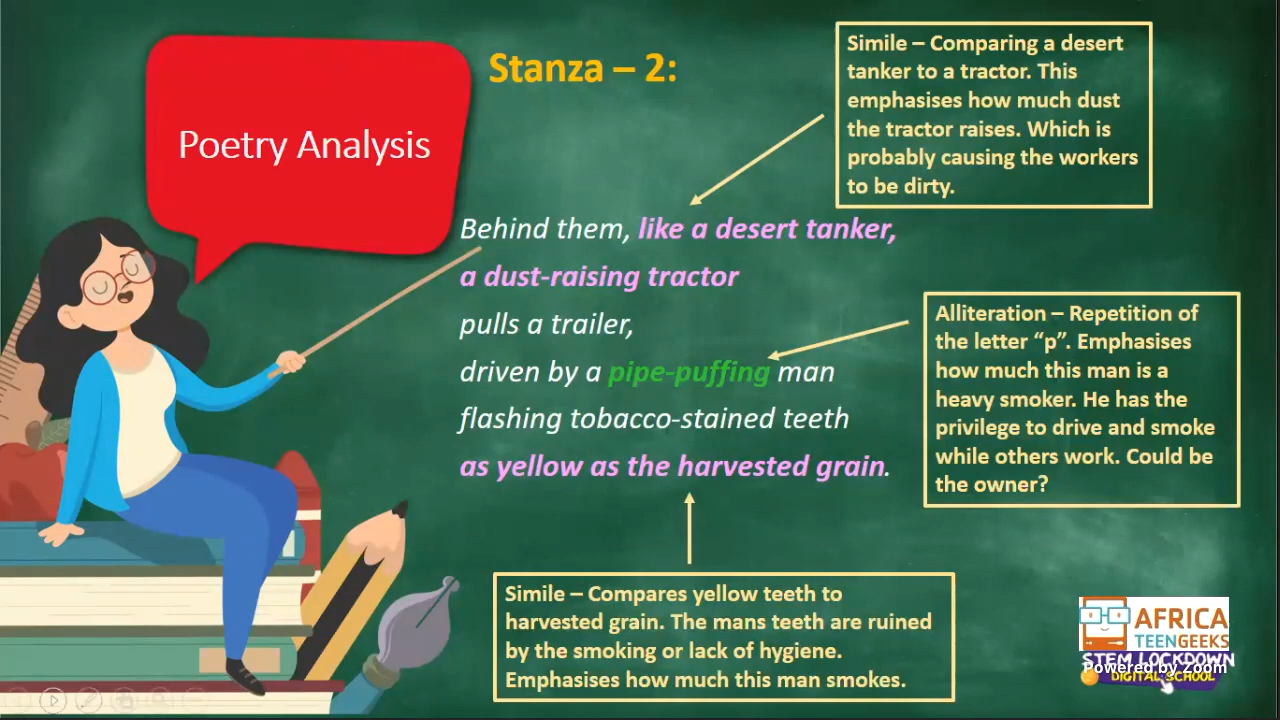 Poetry Analysis
Stanza – 2:
Simile – Comparing a desert
tanker to a tractor. This
emphasises how much dust
the tractor raises. Which is
probably causing the workers
to be dirty.
Behind them, like a desert tanker,
a dust-raising tractor
pulls a trailer,
driven by a pipe-puffing man
flashing tobacco-stained teeth
as yellow as the harvested grain.
Alliteration – Repetition of
the letter “p”. Emphasises
how much this man is a
heavy smoker. He has the
privilege to drive and smoke
while others work. Could be
the owner?
Simile – Compares yellow teeth to
harvested grain. The mans teeth are ruined
by the smoking or lack of hygiene.
Emphasises how much this man smokes.
AFRICA
TEENGEEKS
STEM LOCKDOWN
Powered by Zoom
DIGITAL SCHOOL